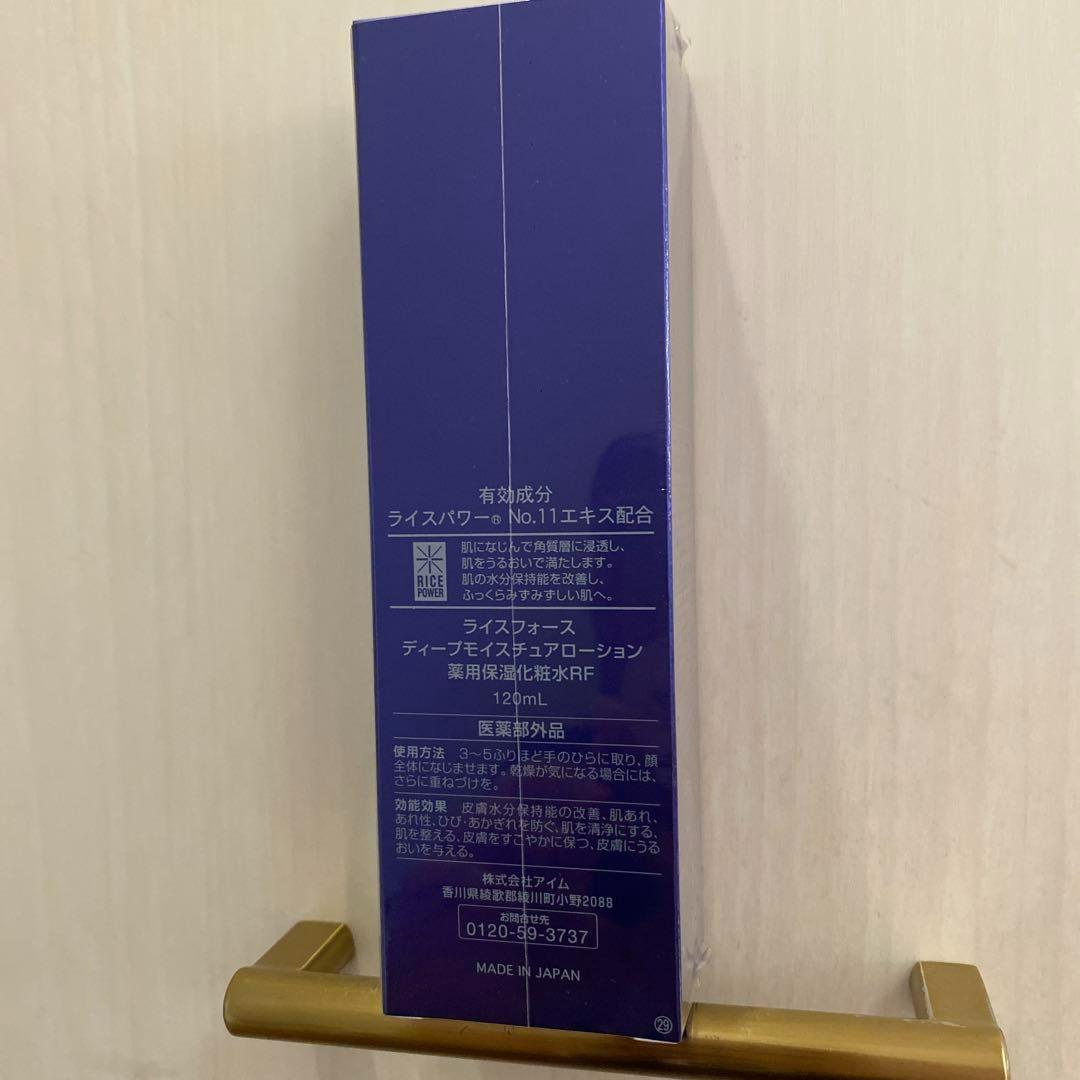 有効成分
ライスパワー® No.11エキス配合
RICE
POWER
肌になじんで角質層に浸透し、
肌をうるおいで満たします。
肌の水分保持能を改善し、
ふっくらみずみずしい肌へ。
ライスフォース
ディープモイスチュアローション
薬用保湿化粧水RF
120mL
医薬部外品
使用方法 3～5ふりほど手のひらに取り、顔
全体になじませます。乾燥が気になる場合には、
さらに重ねづけを。
効能効果 皮膚水分保持能の改善、肌あれ、
あれ性、ひび・あかぎれを防ぐ、肌を清浄にする、
肌を整える、皮膚をすこやかに保つ、皮膚にうる
おいを与える。
株式会社アイム
香川県綾歌郡綾川町小野2088
お問合せ先
0120-59-3737
MADE IN JAPAN
㉙